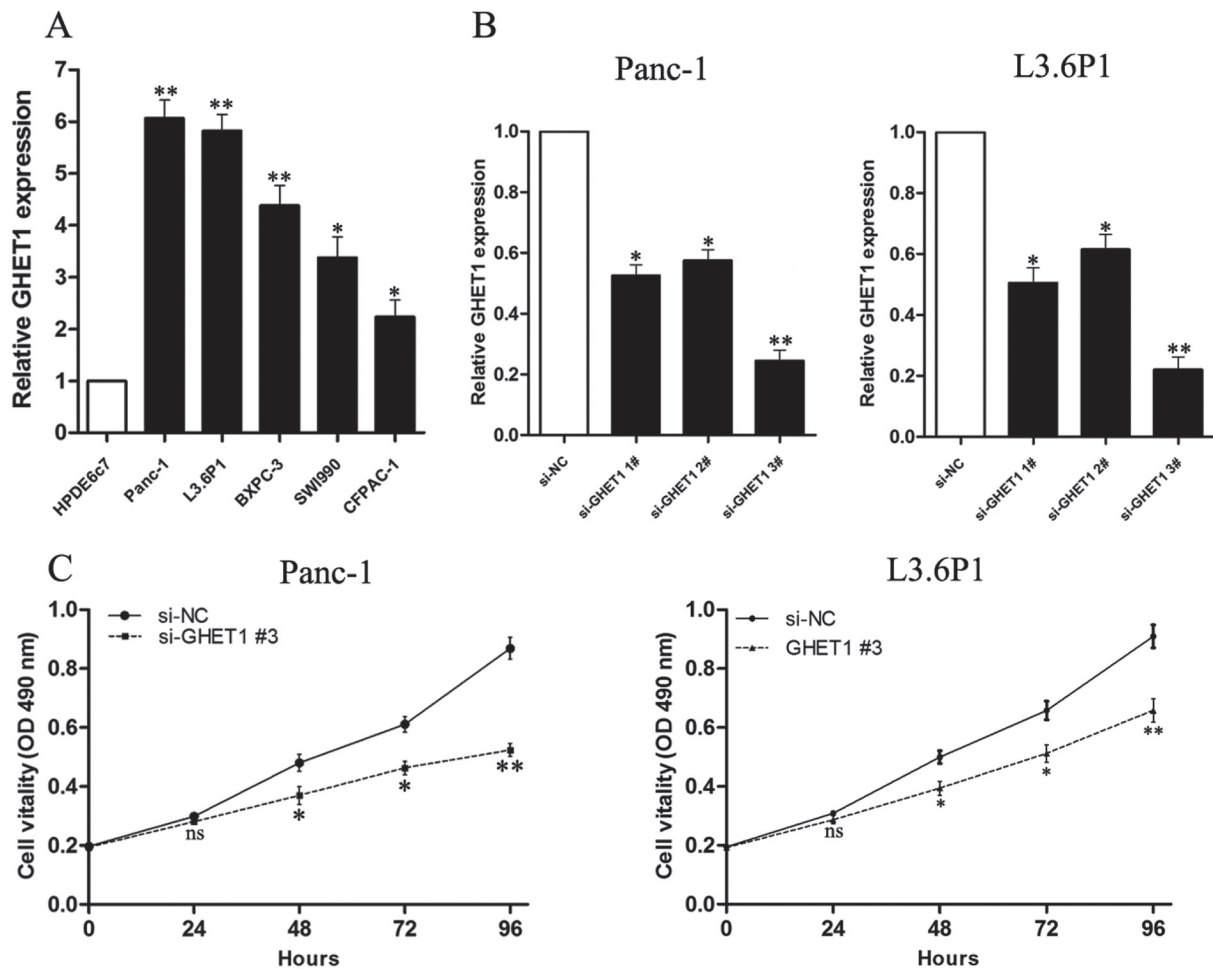 A
Relative GHET1 expression
7
6
5
4
3
2
1
0
**
**
**
*
*
HPDE6c7
Panc-1
L3.6P1
BXPC-3
SWI990
CFPAC-1
B
Panc-1
Relative GHET1 expression
1.0
0.8
0.6
0.4
0.2
0.0
*
*
**
si-NC
si-GHET1 1#
si-GHET1 2#
si-GHET1 3#
L3.6P1
Relative GHET1 expression
1.0
0.8
0.6
0.4
0.2
0.0
*
*
**
si-NC
si-GHET1 1#
si-GHET1 2#
si-GHET1 3#
C
Panc-1
Cell vitality (OD 490 nm)
1.0
0.8
0.6
0.4
0.2
0.0
si-NC
si-GHET1 #3
ns
*
*
**
0 24 48 72 96
Hours
L3.6P1
Cell vitality (OD 490 nm)
1.0
0.8
0.6
0.4
0.2
0.0
si-NC
GHET1 #3
ns
*
*
**
0 24 48 72 96
Hours